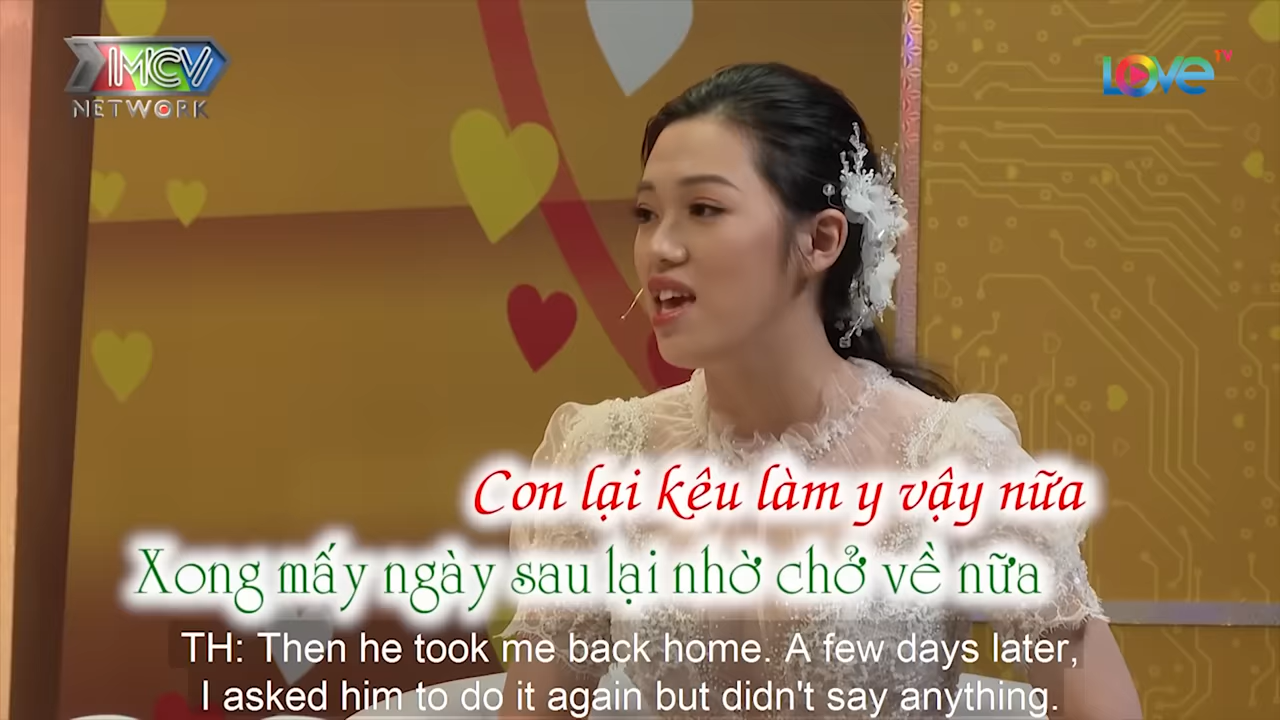 MCV
NETWORK
LOVE TV
Con lại kêu làm y vậy nữa
Xong mấy ngày sau lại nhờ chở về nữa
TH: Then he took me back home. A few days later,
I asked him to do it again but didn't say anything.